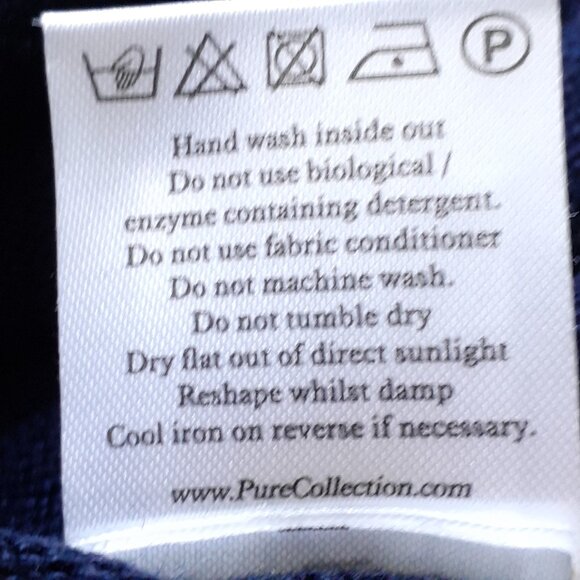 P
Hand wash inside out
Do not use biological /
enzyme containing detergent.
Do not use fabric conditioner
Do not machine wash.
Do not tumble dry
Dry flat out of direct sunlight
Reshape whilst damp
Cool iron on reverse if necessary.
www.PureCollection.com